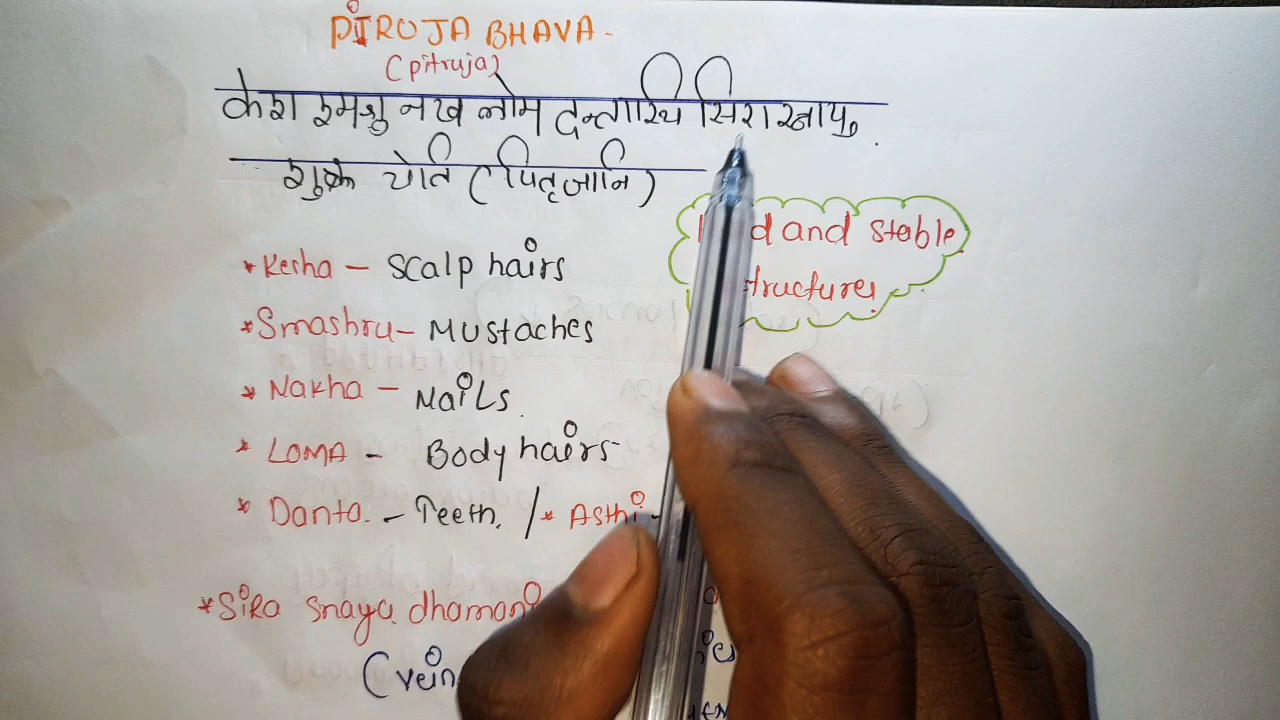 PITROJA BHAVA -
(pitruja)
केश श्मश्रु नख लोम दन्तास्थि सिरा स्नायु
शुक्र चेति (पितृजानि)
and stable
structures
* Kesha - Scalp hairs
* Smashru - Mustaches
* Nakha - Nails.
* LOMA - Body hairs
* Danta. - Teeth. / * Asthi -
* SiRa snayu dhamani
(vein